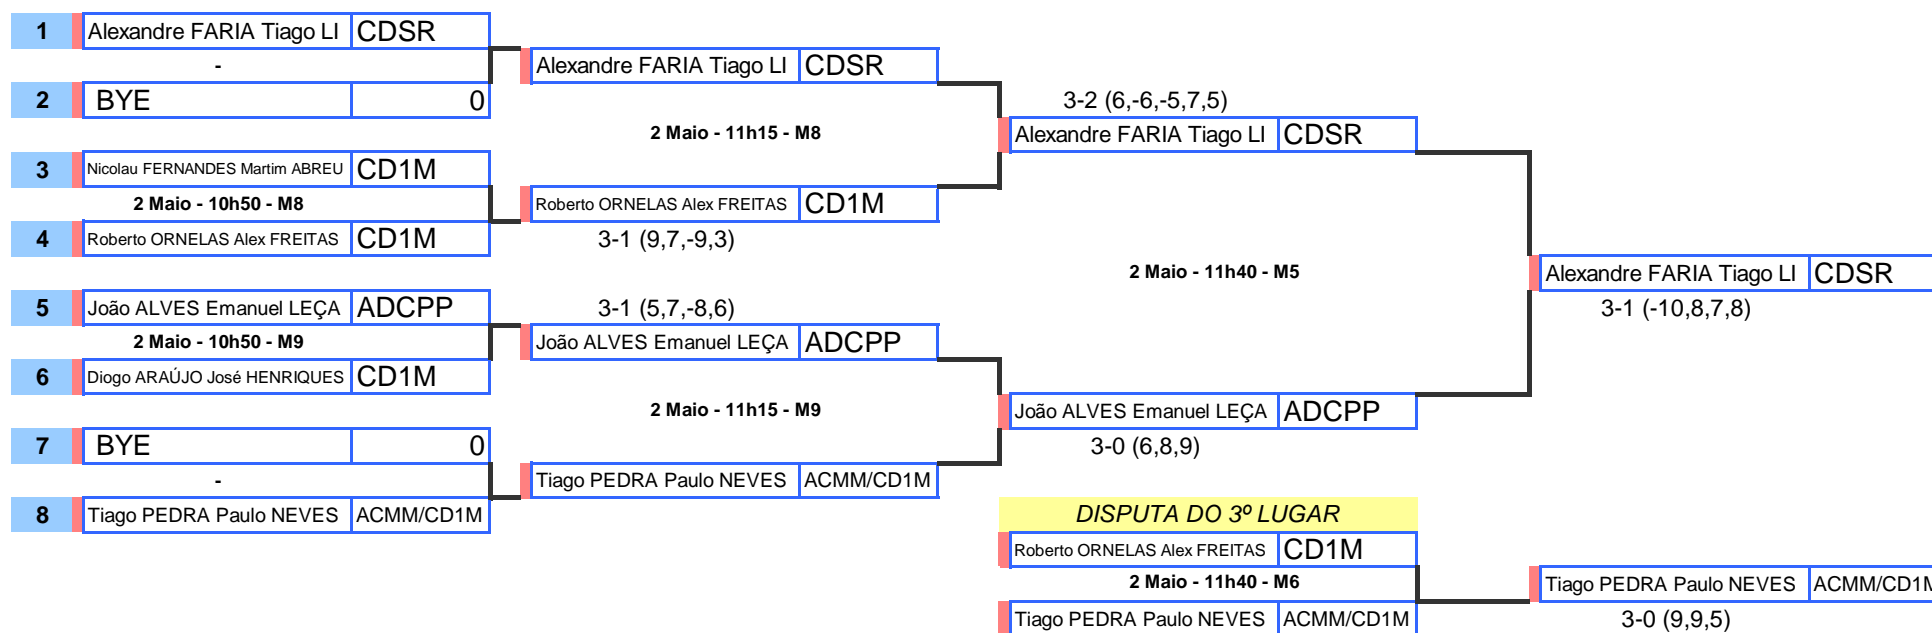 1 Alexandre FARIA Tiago LI CDSR
-
2 BYE 0
3 Nicolau FERNANDES Martim ABREU CD1M
2 Maio - 10h50 - M8
4 Roberto ORNELAS Alex FREITAS CD1M
5 João ALVES Emanuel LEÇA ADCPP
2 Maio - 10h50 - M9
6 Diogo ARAÚJO José HENRIQUES CD1M
7 BYE 0
-
8 Tiago PEDRA Paulo NEVES ACMM/CD1M
Alexandre FARIA Tiago LI CDSR
2 Maio - 11h15 - M8
Roberto ORNELAS Alex FREITAS CD1M
3-1 (9,7,-9,3)
3-1 (5,7,-8,6)
João ALVES Emanuel LEÇA ADCPP
2 Maio - 11h15 - M9
Tiago PEDRA Paulo NEVES ACMM/CD1M
3-2 (6,-6,-5,7,5)
Alexandre FARIA Tiago LI CDSR
2 Maio - 11h40 - M5
João ALVES Emanuel LEÇA ADCPP
3-0 (6,8,9)
Alexandre FARIA Tiago LI CDSR
3-1 (-10,8,7,8)
DISPUTA DO 3º LUGAR
Roberto ORNELAS Alex FREITAS CD1M
2 Maio - 11h40 - M6
Tiago PEDRA Paulo NEVES ACMM/CD1M
Tiago PEDRA Paulo NEVES ACMM/CD1M
3-0 (9,9,5)